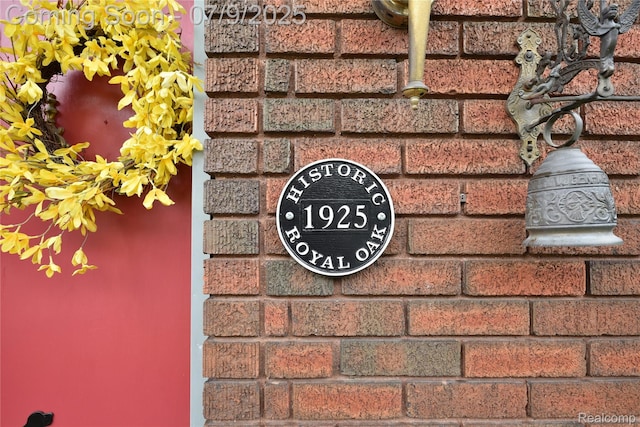 Coming Soon - 07/9/2025
HISTORIC
1925
ROYAL OAK
Realcomp